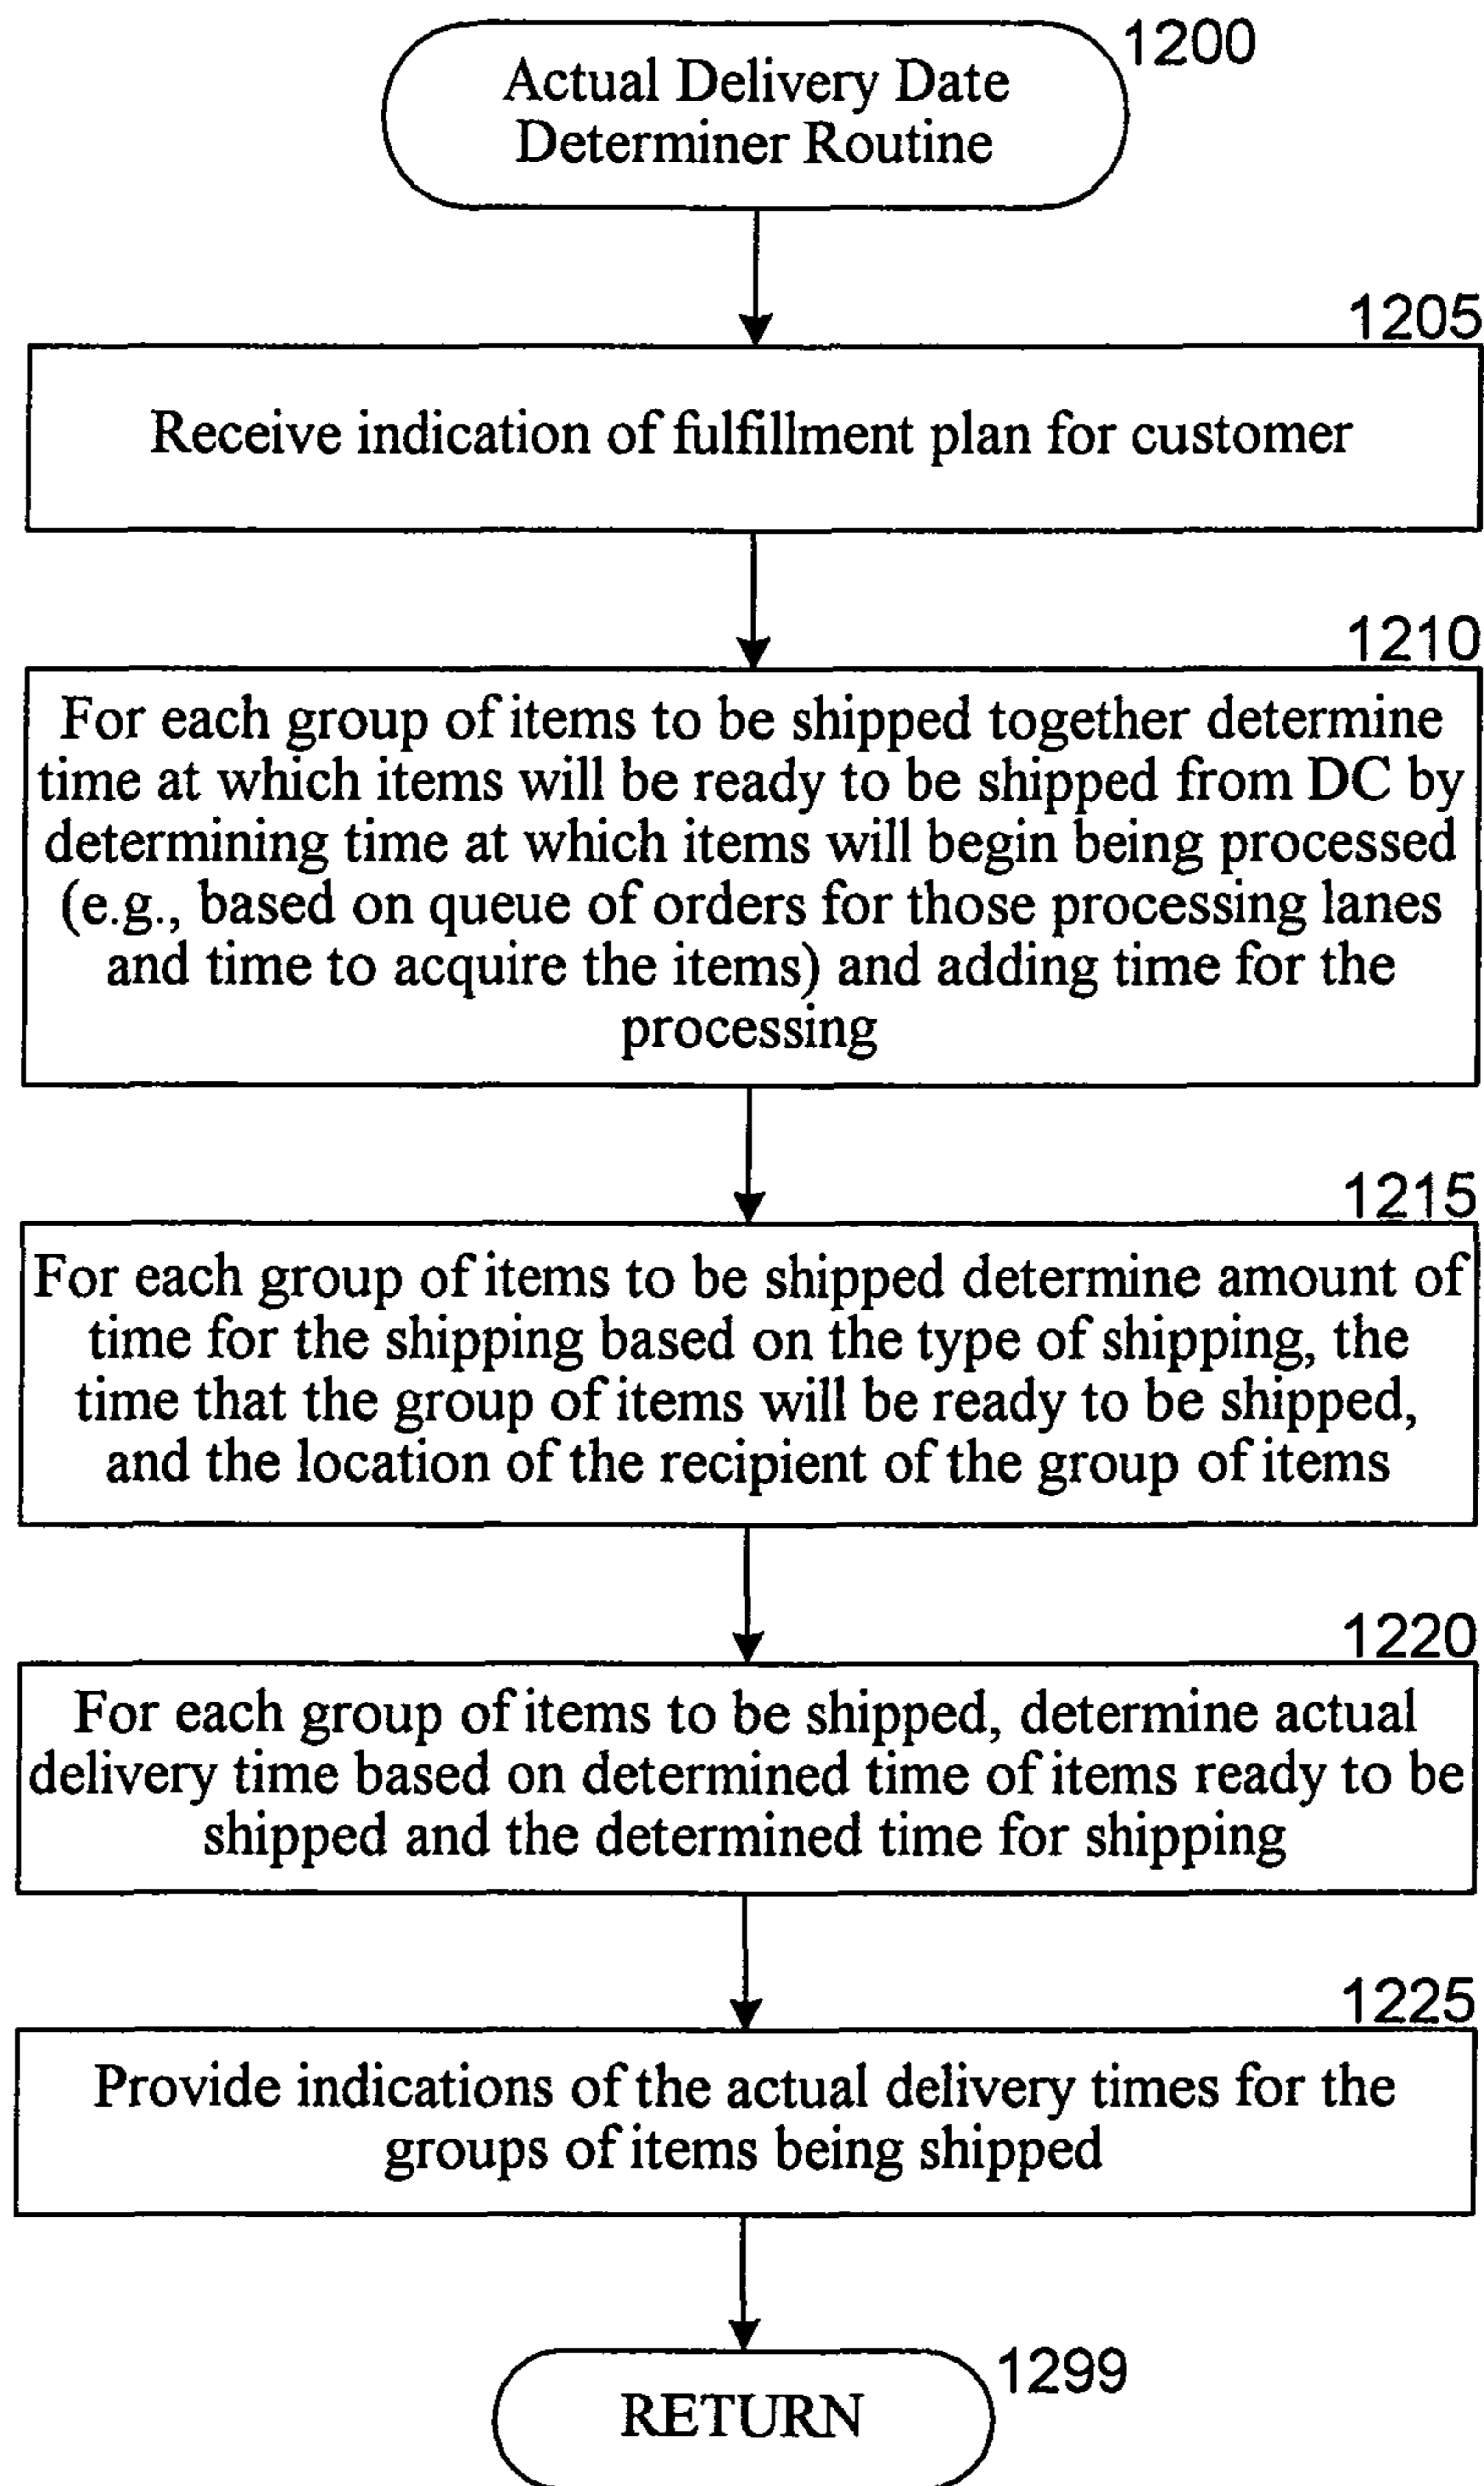 1200
Actual Delivery Date
Determiner Routine
1205
Receive indication of fulfillment plan for customer
1210
For each group of items to be shipped together determine
time at which items will be ready to be shipped from DC by
determining time at which items will begin being processed
(e.g., based on queue of orders for those processing lanes
and time to acquire the items) and adding time for the
processing
1215
For each group of items to be shipped determine amount of
time for the shipping based on the type of shipping, the
time that the group of items will be ready to be shipped,
and the location of the recipient of the group of items
1220
For each group of items to be shipped, determine actual
delivery time based on determined time of items ready to be
shipped and the determined time for shipping
1225
Provide indications of the actual delivery times for the
groups of items being shipped
1299
RETURN